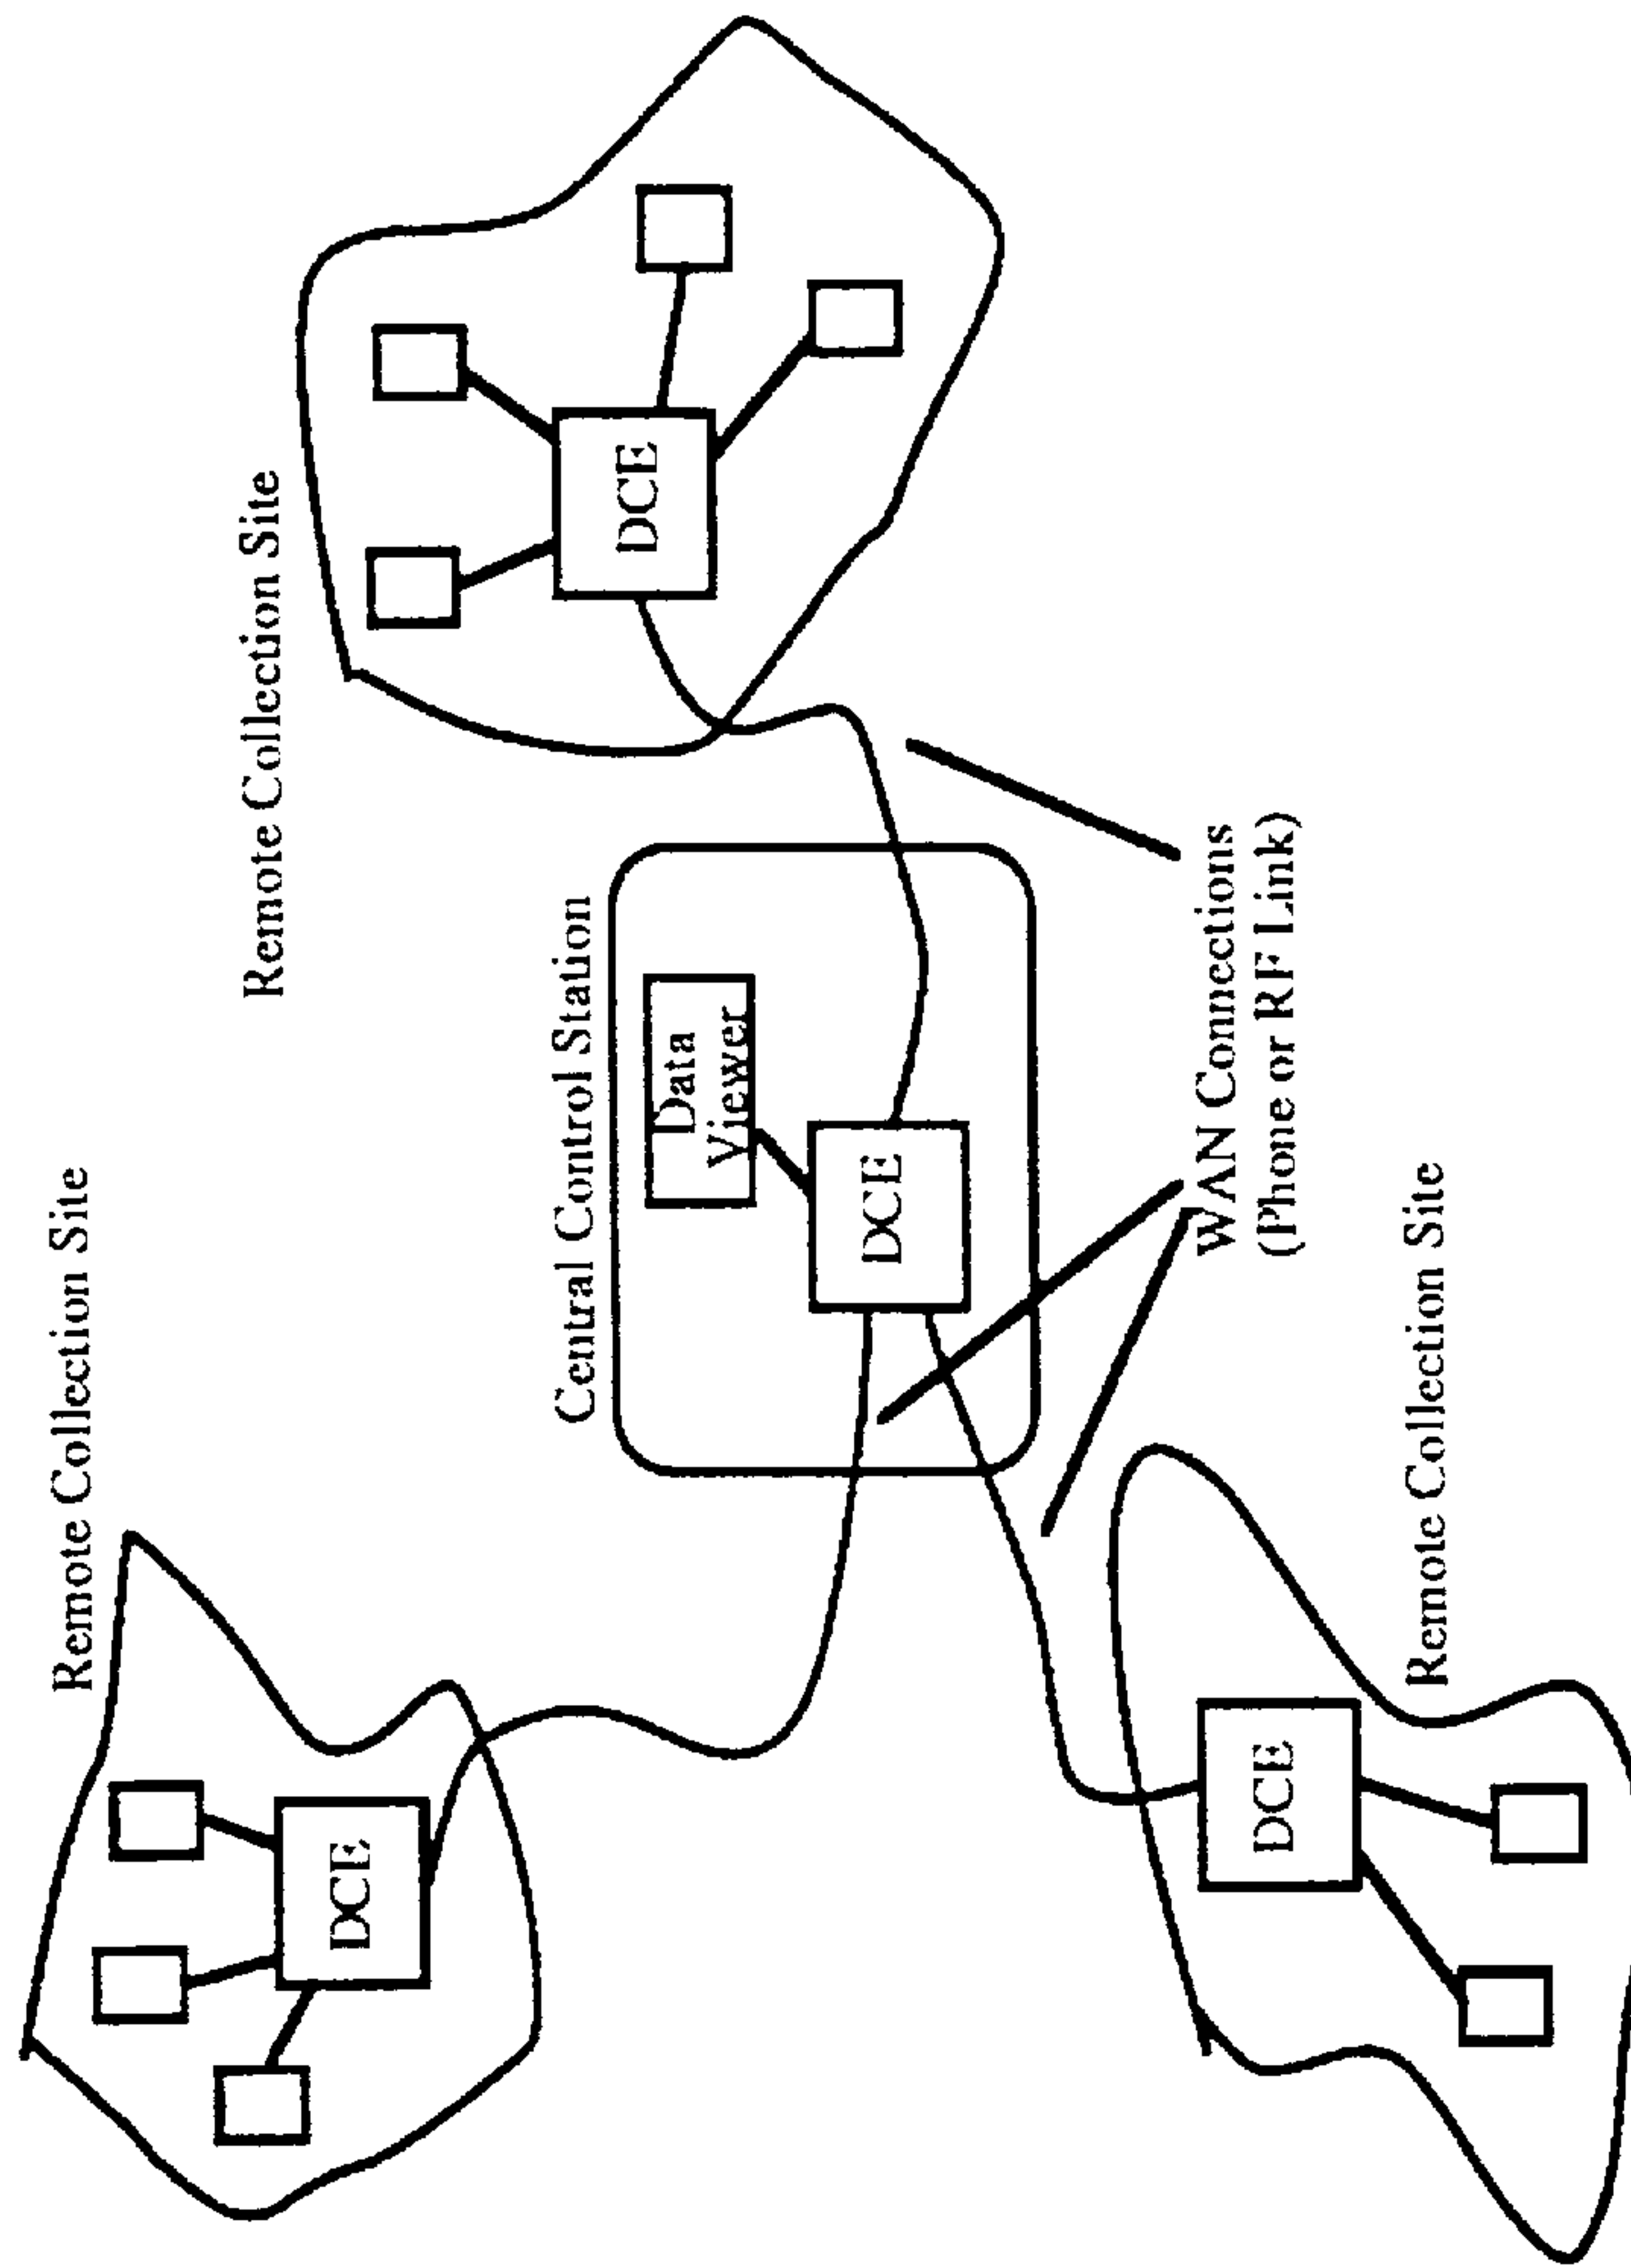 Remote Collection Site
DCE
Remote Collection Site
DCE
Central Control Station
Data
Viewer
DCE
WAN Connections
(Phone or RF Link)
Remote Collection Site
DCE